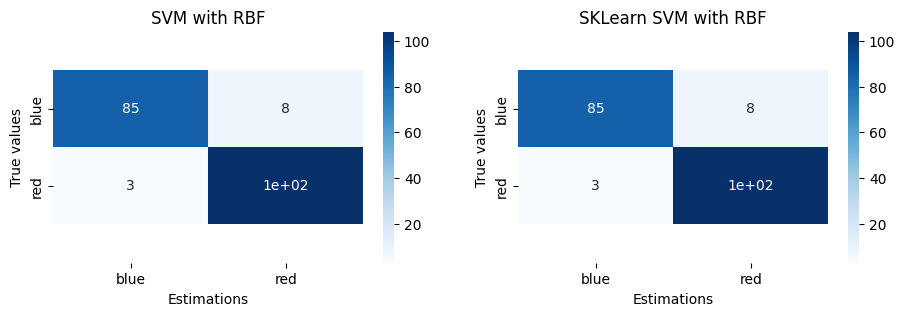 SVM with RBF
True values
blue
red
85
8
3
1e+02
blue
red
Estimations
100
80
60
40
20
SKLearn SVM with RBF
True values
blue
red
85
8
3
1e+02
blue
red
Estimations
100
80
60
40
20